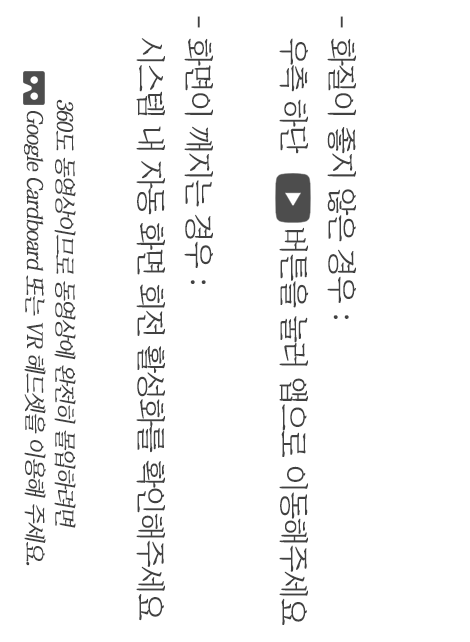 - 화질이 좋지 않은 경우 :
우측 하단 버튼을 눌러 앱으로 이동해주세요
- 화면이 깨지는 경우 :
시스템 내 자동 화면 회전 활성화를 확인해주세요
360도 동영상이므로 동영상에 완전히 몰입하려면
Google Cardboard 또는 VR 헤드셋을 이용해 주세요.